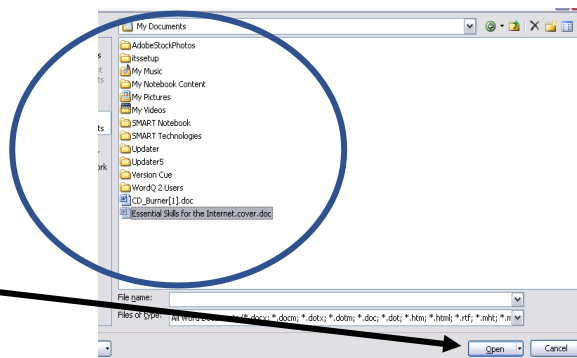 My Documents
AdobeStockPhotos
itssetup
My Music
My Notebook Content
My Pictures
My Videos
SMART Notebook
SMART Technologies
Updater
Updater5
Version Cue
WordQ 2 Users
CD_Burner[1].doc
Essential Skills for the Internet.cover.doc
File name:
Files of type: All Word Documents (*.docx; *.docm; *.dotx; *.dotm; *.doc; *.dot; *.htm; *.html; *.rtf; *.mht; *.m
Open
Cancel